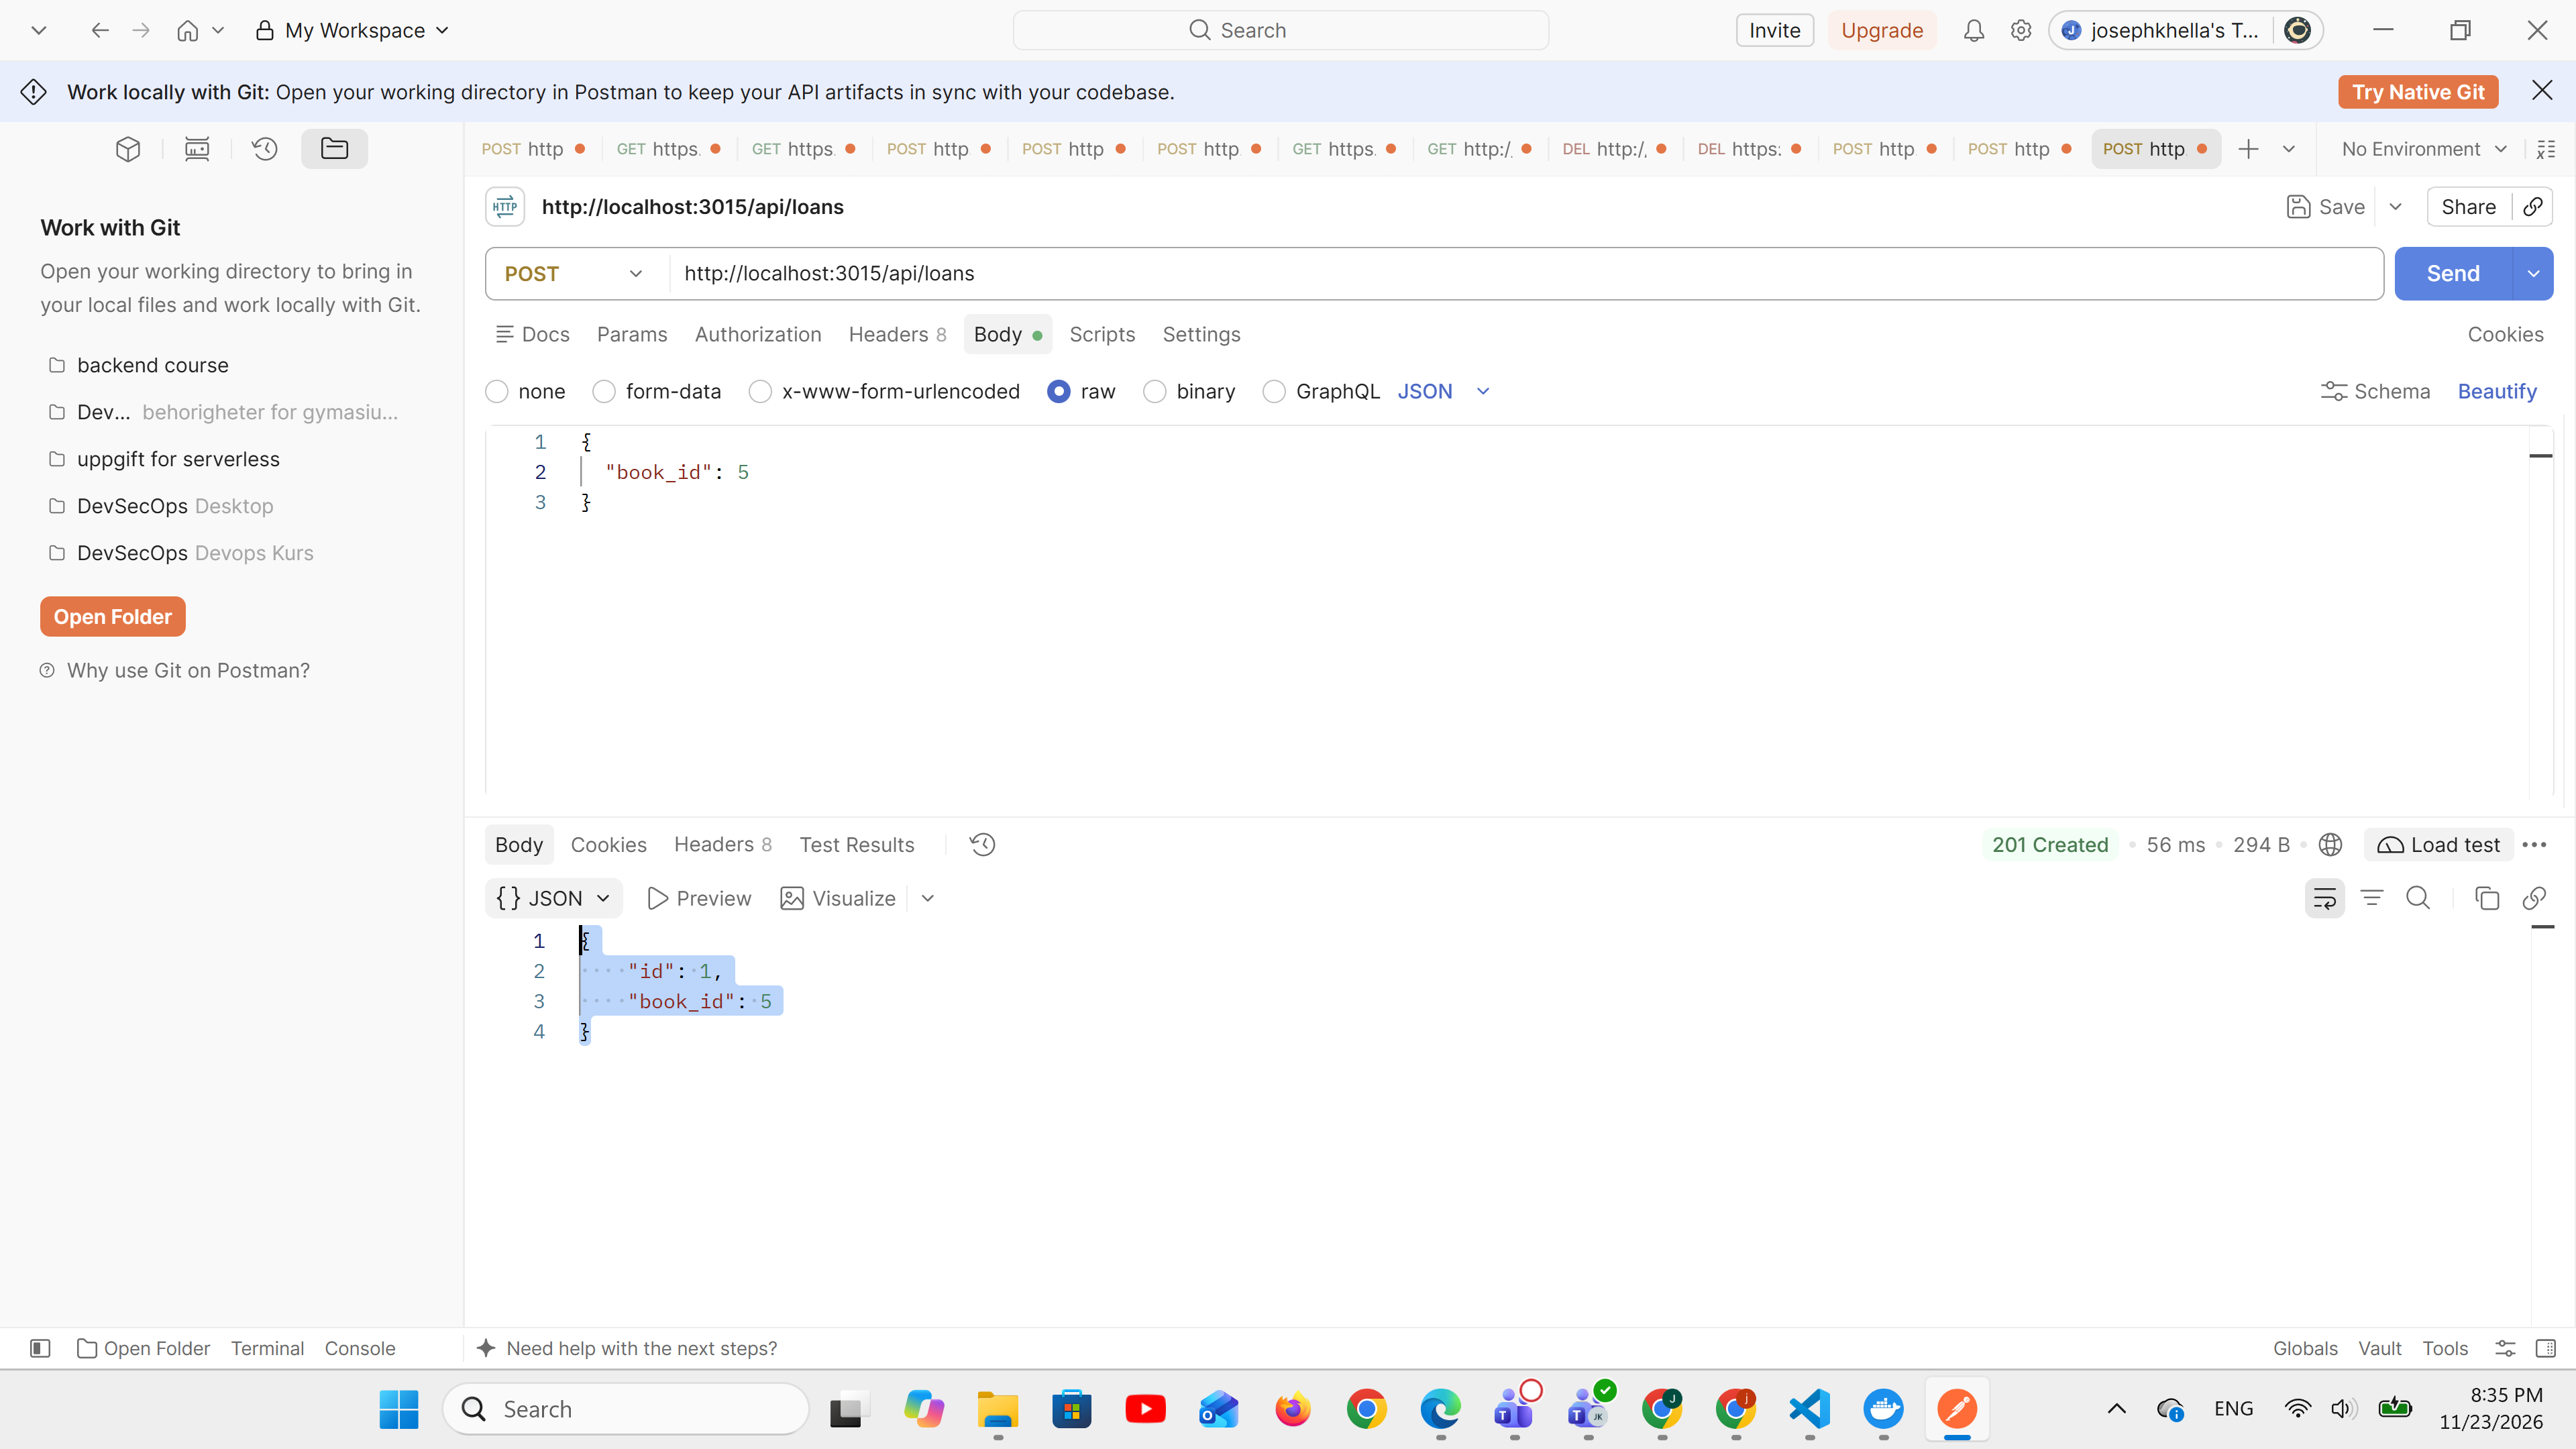 My Workspace
Search
Invite
Upgrade
josephkhella's T...
Work locally with Git: Open your working directory in Postman to keep your API artifacts in sync with your codebase.
Try Native Git
POST http
GET https:
GET https:
POST http
POST http
POST http
GET https:
GET http:/
DEL http:/
DEL https:
POST http
POST http
POST http
No Environment
Work with Git
Open your working directory to bring in
your local files and work locally with Git.
backend course
Dev... behorigheter for gymasiu...
uppgift for serverless
DevSecOps Desktop
DevSecOps Devops Kurs
Open Folder
Why use Git on Postman?
HTTP
http://localhost:3015/api/loans
Save
Share
POST
http://localhost:3015/api/loans
Send
Docs
Params
Authorization
Headers 8
Body
Scripts
Settings
Cookies
none
form-data
x-www-form-urlencoded
raw
binary
GraphQL
JSON
Schema
Beautify
1 {
2 "book_id": 5
3 }
Body
Cookies
Headers 8
Test Results
201 Created
56 ms
294 B
Load test
{} JSON
Preview
Visualize
1 {
2 "id": 1,
3 "book_id": 5
4 }
Open Folder
Terminal
Console
Need help with the next steps?
Globals
Vault
Tools
Search
ENG
8:35 PM
11/23/2026